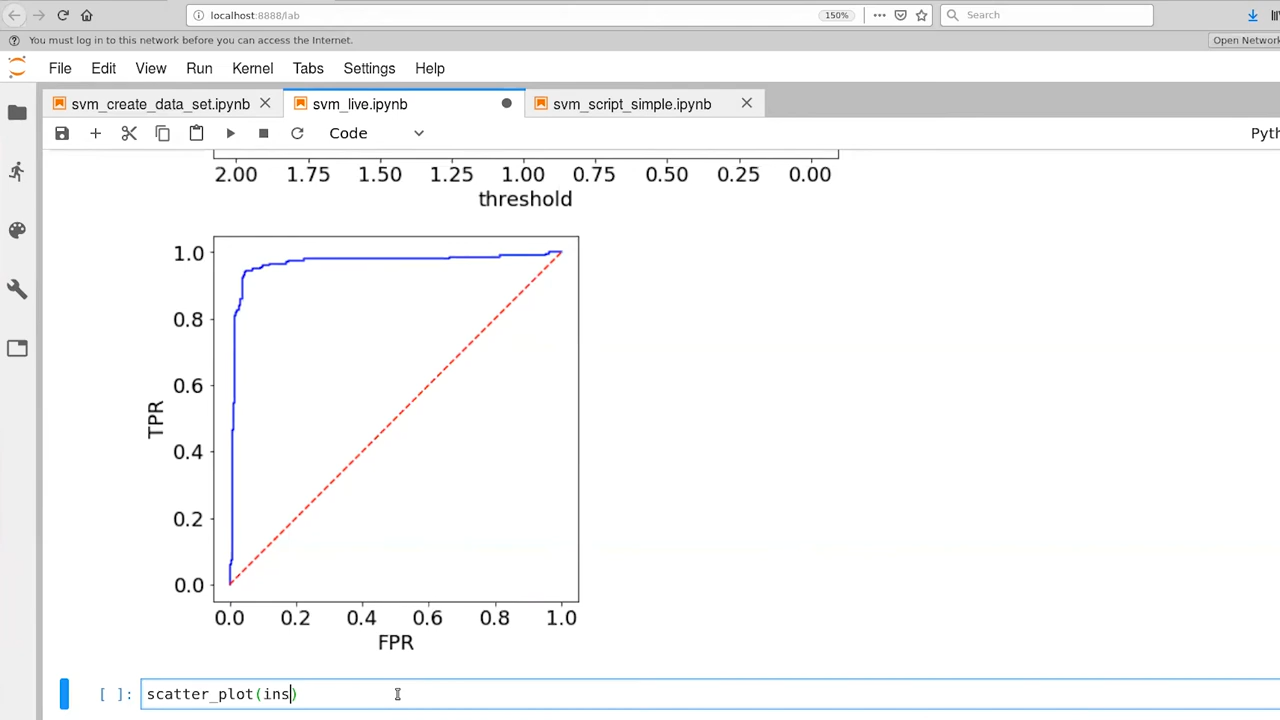 localhost:8888/lab 150% Search
You must log in to this network before you can access the Internet. Open Network
File Edit View Run Kernel Tabs Settings Help
svm_create_data_set.ipynb svm_live.ipynb svm_script_simple.ipynb
Code Pyth
2.00 1.75 1.50 1.25 1.00 0.75 0.50 0.25 0.00
threshold
1.0
0.8
0.6
TPR
0.4
0.2
0.0
0.0 0.2 0.4 0.6 0.8 1.0
FPR
[ ]: scatter_plot(ins)